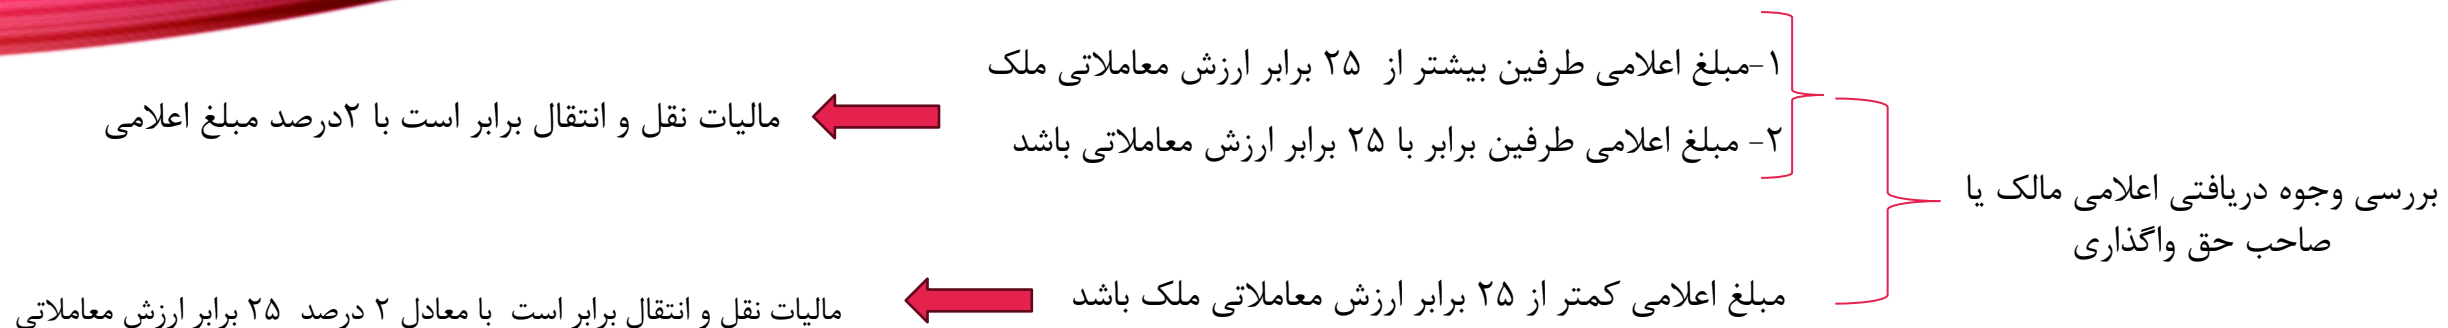 بررسی وجوه دریافتی اعلامی مالک یا
صاحب حق واگذاری
۱-مبلغ اعلامی طرفین بیشتر از ۲۵ برابر ارزش معاملاتی ملک
۲- مبلغ اعلامی طرفین برابر با ۲۵ برابر ارزش معاملاتی باشد
مالیات نقل و انتقال برابر است با ۲درصد مبلغ اعلامی
مبلغ اعلامی کمتر از ۲۵ برابر ارزش معاملاتی ملک باشد
مالیات نقل و انتقال برابر است با معادل ۲ درصد ۲۵ برابر ارزش معاملاتی